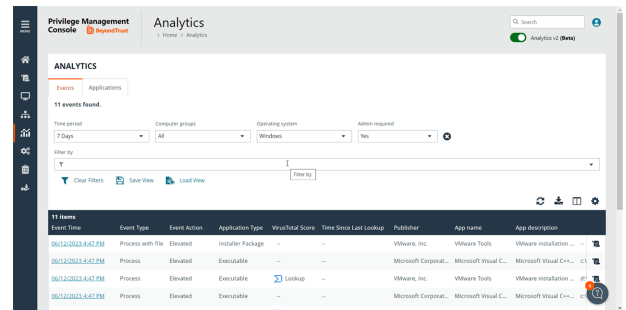 MENU
Privilege Management
Console BeyondTrust
Analytics
Home > Analytics
Search
Analytics v2 (Beta)
ANALYTICS
Events Applications
11 events found.
Time period Computer groups Operating system Admin required
7 Days All Windows Yes
Filter by
Filter by
Clear Filters Save View Load View
11 items
Event Time Event Type Event Action Application Type VirusTotal Score Time Since Last Lookup Publisher App name App description
06/12/2023 4:47 PM Process with file Elevated Installer Package -- -- VMware, Inc. VMware Tools VMware installation ... --
06/12/2023 4:47 PM Process Elevated Executable -- -- Microsoft Corporat... Microsoft Visual C... Microsoft Visual C++... c:\
06/12/2023 4:47 PM Process Elevated Executable Lookup -- VMware, Inc. VMware Tools VMware installation ... d:\
06/12/2023 4:47 PM Process Elevated Executable -- -- Microsoft Corporat... Microsoft Visual C... Microsoft Visual C++... c:\